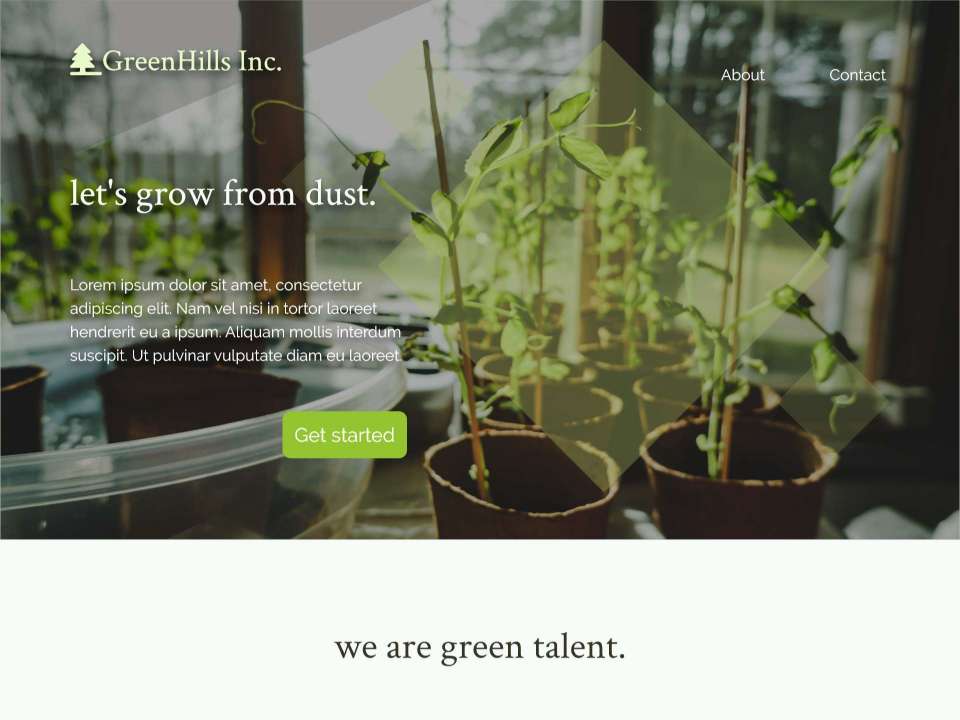 GreenHills Inc.
About
Contact
let's grow from dust.
Lorem ipsum dolor sit amet, consectetur
adipiscing elit. Nam vel nisi in tortor laoreet
hendrerit eu a ipsum. Aliquam mollis interdum
suscipit. Ut pulvinar vulputate diam eu laoreet.
Get started
we are green talent.